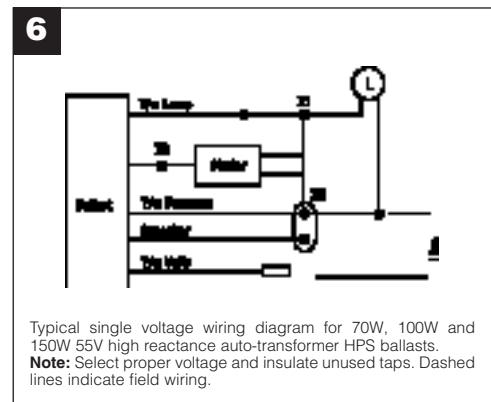 6
L
Typical single voltage wiring diagram for 70W, 100W and
150W 55V high reactance auto-transformer HPS ballasts.
Note: Select proper voltage and insulate unused taps. Dashed
lines indicate field wiring.